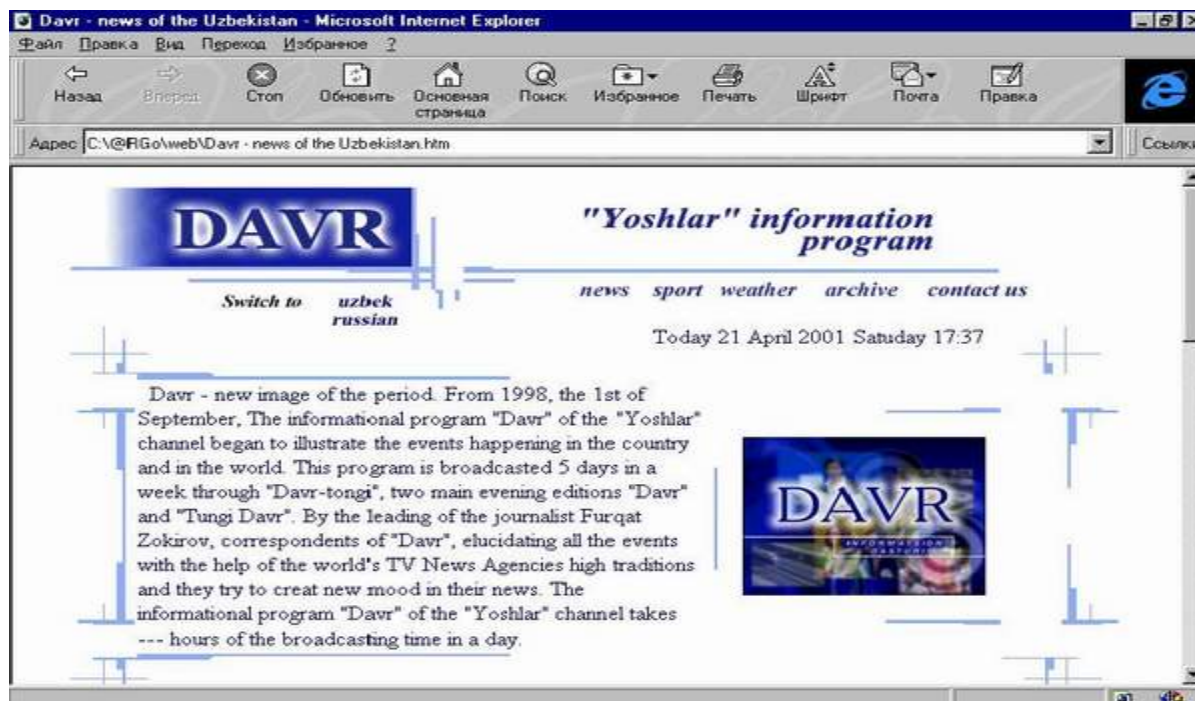 Davr - news of the Uzbekistan - Microsoft Internet Explorer
Файл Правка Вид Переход Избранное ?
Назад Вперед Стоп Обновить Основная страница Поиск Избранное Печать Шрифт Почта Правка
Адрес C:\@RGo\web\Davr - news of the Uzbekistan.htm Ссылки
DAVR
"Yoshlar" information
program
Switch to uzbek
russian
news sport weather archive contact us
Today 21 April 2001 Satuday 17:37
Davr - new image of the period. From 1998, the 1st of
September, The informational program "Davr" of the "Yoshlar"
channel began to illustrate the events happening in the country
and in the world. This program is broadcasted 5 days in a
week through "Davr-tongi", two main evening editions "Davr"
and "Tungi Davr". By the leading of the journalist Furqat
Zokirov, correspondents of "Davr", elucidating all the events
with the help of the world's TV News Agencies high traditions
and they try to creat new mood in their news. The
informational program "Davr" of the "Yoshlar" channel takes
--- hours of the broadcasting time in a day.
DAVR